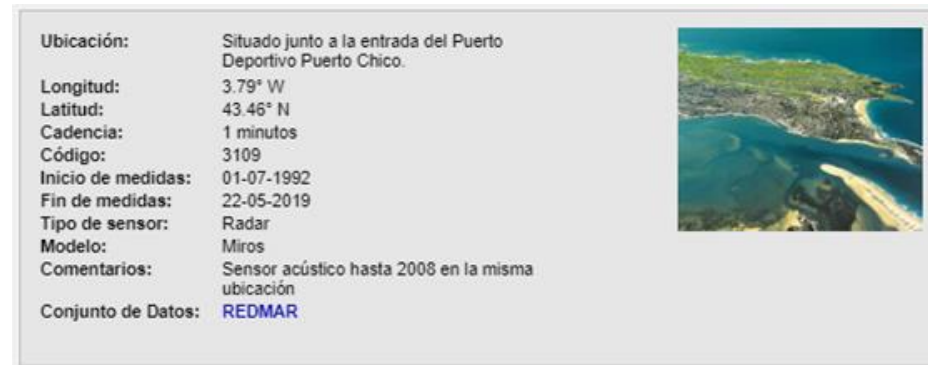 Ubicación: Situado junto a la entrada del Puerto
Deportivo Puerto Chico.
Longitud: 3.79° W
Latitud: 43.46° N
Cadencia: 1 minutos
Código: 3109
Inicio de medidas: 01-07-1992
Fin de medidas: 22-05-2019
Tipo de sensor: Radar
Modelo: Miros
Comentarios: Sensor acústico hasta 2008 en la misma
ubicación
Conjunto de Datos: REDMAR